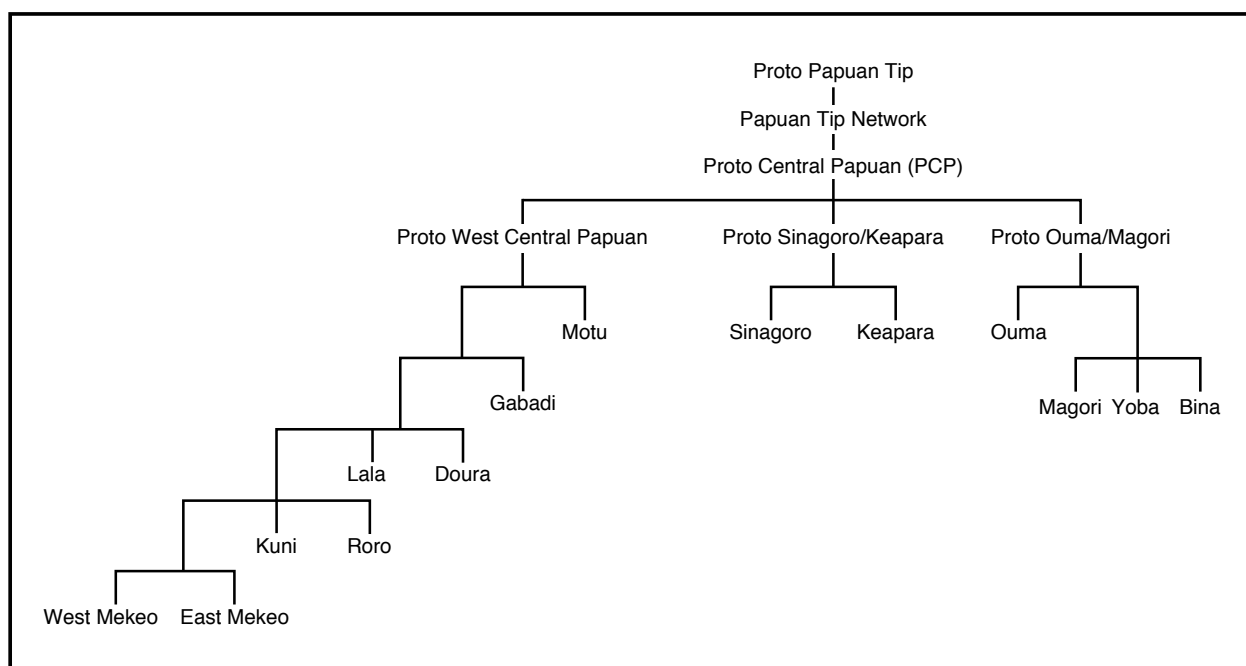 Proto Papuan Tip
Papuan Tip Network
Proto Central Papuan (PCP)
Proto West Central Papuan Proto Sinagoro/Keapara Proto Ouma/Magori
Motu Sinagoro Keapara Ouma
Gabadi Magori Yoba Bina
Lala Doura
Kuni Roro
West Mekeo East Mekeo